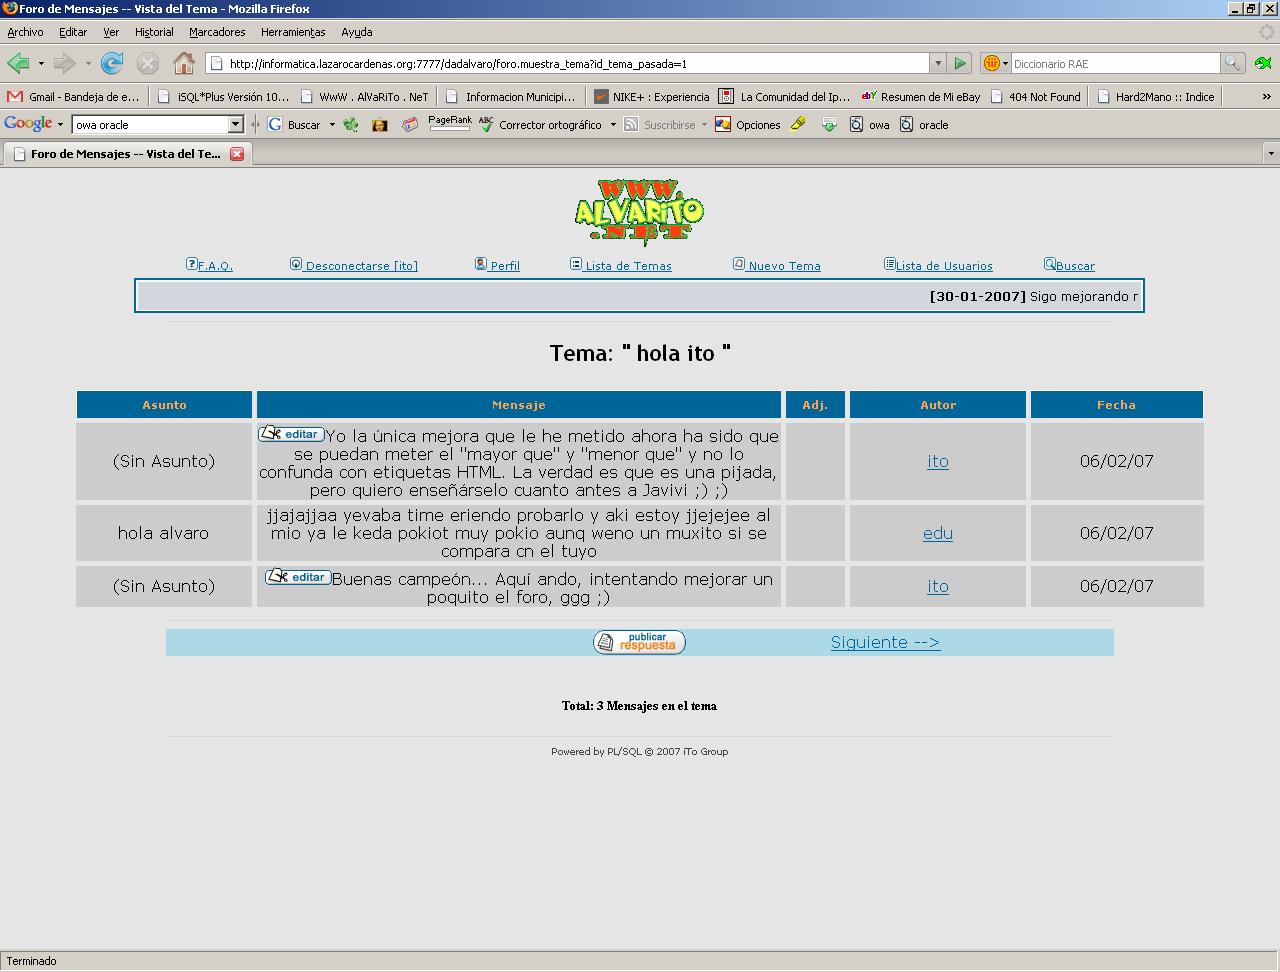 Foro de Mensajes -- Vista del Tema - Mozilla Firefox
Archivo Editar Ver Historial Marcadores Herramientas Ayuda
http://informatica.lazarocardenas.org:7777/dadalvaro/foro.muestra_tema?id_tema_pasada=1 Diccionario RAE
Gmail - Bandeja de e... iSQL*Plus Versión 10... WwW . AlVaRiTo . NeT Informacion Municipi... NIKE+ : Experiencia La Comunidad del Ip... Resumen de Mi eBay 404 Not Found Hard2Mano :: Indice »
Google owa oracle Buscar PageRank ABC Corrector ortográfico Suscribirse Opciones owa oracle
Foro de Mensajes -- Vista del Te...
WWW.
ALVARiTO
.NET
F.A.Q. Desconectarse [ito] Perfil Lista de Temas Nuevo Tema Lista de Usuarios Buscar
[30-01-2007] Sigo mejorando
Tema: " hola ito "
Asunto Mensaje Adj. Autor Fecha
(Sin Asunto) editar Yo la única mejora que le he metido ahora ha sido que
se puedan meter el "mayor que" y "menor que" y no lo
confunda con etiquetas HTML. La verdad es que es una pijada,
pero quiero enseñárselo cuanto antes a Javivi ;) ;)
ito 06/02/07
hola alvaro jjajajjaa yevaba time eriendo probarlo y aki estoy jjejejee al
mio ya le keda pokiot muy pokio aunq weno un muxito si se
compara cn el tuyo
edu 06/02/07
(Sin Asunto) editar Buenas campeón... Aquí ando, intentando mejorar un
poquito el foro, ggg ;)
ito 06/02/07
publicar
respuesta
Siguiente -->
Total: 3 Mensajes en el tema
Powered by PL/SQL © 2007 iTo Group
Terminado